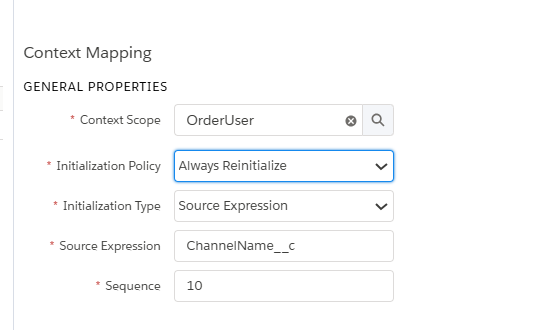 Context Mapping
GENERAL PROPERTIES
* Context Scope OrderUser
* Initialization Policy Always Reinitialize
* Initialization Type Source Expression
* Source Expression ChannelName__c
* Sequence 10